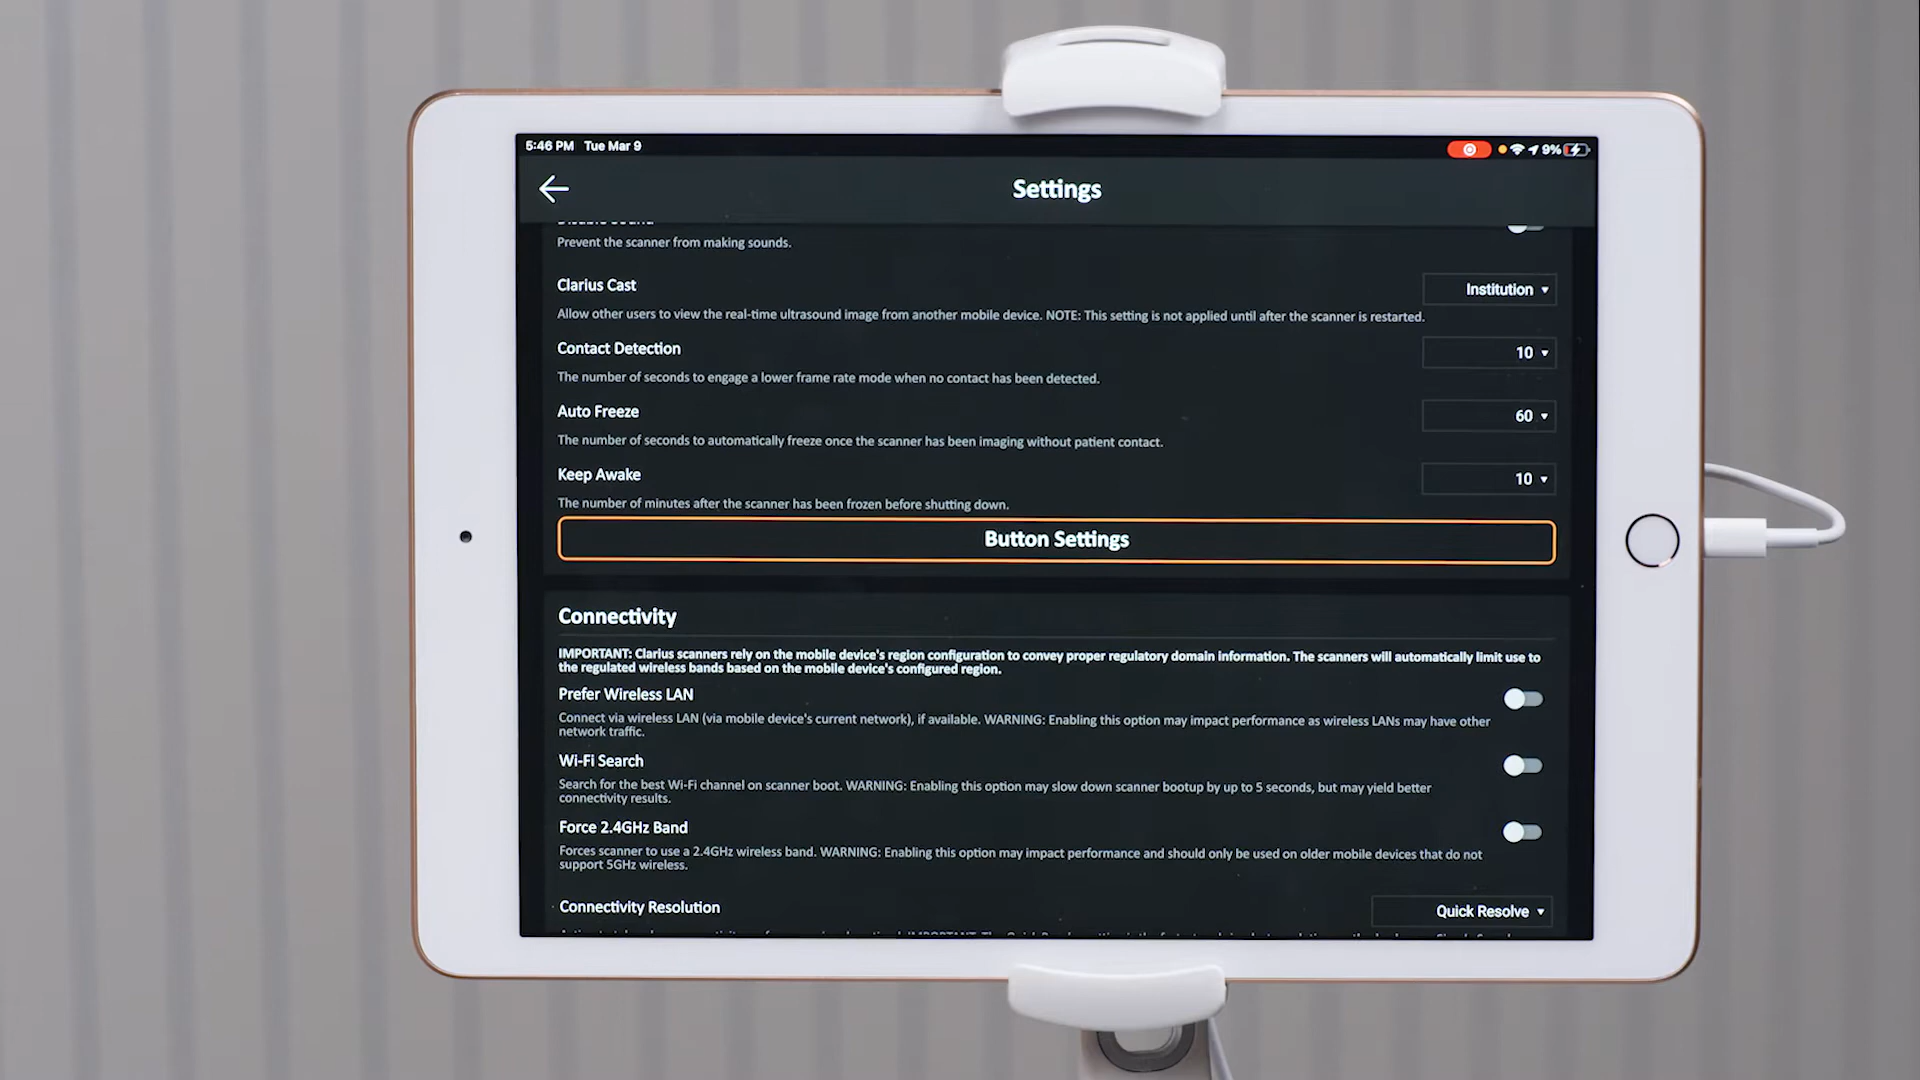 5:46 PM Tue Mar 9
9%
Settings
Prevent the scanner from making sounds.
Clarius Cast
Institution
Allow other users to view the real-time ultrasound image from another mobile device. NOTE: This setting is not applied until after the scanner is restarted.
Contact Detection
10
The number of seconds to engage a lower frame rate mode when no contact has been detected.
Auto Freeze
60
The number of seconds to automatically freeze once the scanner has been imaging without patient contact.
Keep Awake
10
The number of minutes after the scanner has been frozen before shutting down.
Button Settings
Connectivity
IMPORTANT: Clarius scanners rely on the mobile device's region configuration to convey proper regulatory domain information. The scanners will automatically limit use to
the regulated wireless bands based on the mobile device's configured region.
Prefer Wireless LAN
Connect via wireless LAN (via mobile device's current network), if available. WARNING: Enabling this option may impact performance as wireless LANs may have other
network traffic.
Wi-Fi Search
Search for the best Wi-Fi channel on scanner boot. WARNING: Enabling this option may slow down scanner bootup by up to 5 seconds, but may yield better
connectivity results.
Force 2.4GHz Band
Forces scanner to use a 2.4GHz wireless band. WARNING: Enabling this option may impact performance and should only be used on older mobile devices that do not
support 5GHz wireless.
Connectivity Resolution
Quick Resolve